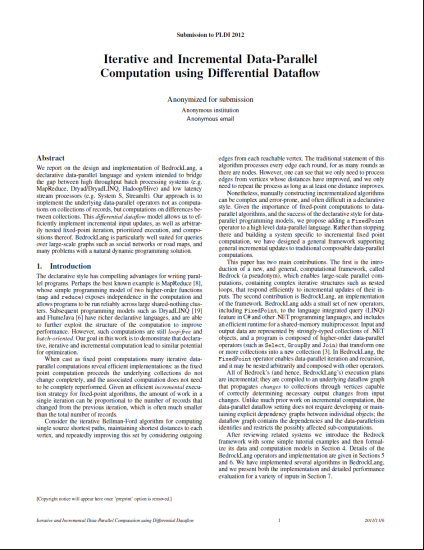 Submission to PLDI 2012
Iterative and Incremental Data-Parallel
Computation using Differential Dataflow
Anonymized for submission
Anonymous institution
Anonymous email
Abstract
We report on the design and implementation of BedrockLang, a
declarative data-parallel language and system intended to bridge
the gap between high throughput batch processing systems (e.g.
MapReduce, Dryad/DryadLINQ, Hadoop/Hive) and low latency
stream processors (e.g. System S, StreamIt). Our approach is to
implement the underlying data-parallel operators not as computa-
tions on collections of records, but computations on differences be-
tween collections. This differential dataflow model allows us to ef-
ficiently implement incremental input updates, as well as arbitrar-
ily nested fixed-point iteration, prioritized execution, and compo-
sitions thereof. BedrockLang is particularly well suited for queries
over large-scale graphs such as social networks or road maps, and
many problems with a natural dynamic programming solution.
1. Introduction
The declarative style has compelling advantages for writing paral-
lel programs. Perhaps the best known example is MapReduce [8],
whose simple programming model of two higher-order functions
(map and reduce) exposes independence in the computation and
allows programs to be run reliably across large shared-nothing clus-
ters. Subsequent programming models such as DryadLINQ [19]
and FlumeJava [6] have richer declarative languages, and are able
to further exploit the structure of the computation to improve
performance. However, such computations are still loop-free and
batch-oriented. Our goal in this work is to demonstrate that declara-
tive, iterative and incremental computation lead to similar potential
for optimization.
When cast as fixed point computations many iterative data-
parallel computations reveal efficient implementations: as the fixed
point computation proceeds the underlying collections do not
change completely, and the associated computation does not need
to be completely reperformed. Given an efficient incremental execu-
tion strategy for fixed-point algorithms, the amount of work in a
single iteration can be proportional to the number of records that
changed from the previous iteration, which is often much smaller
than the total number of records.
Consider the iterative Bellman-Ford algorithm for computing
single source shortest paths, maintaining shortest distances to each
vertex, and repeatedly improving this set by considering outgoing
[Copyright notice will appear here once 'preprint' option is removed.]
edges from each reachable vertex. The traditional statement of this
algorithm processes every edge each round, for as many rounds as
there are nodes. However, one can see that we only need to process
edges from vertices whose distances have improved, and we only
need to repeat the process as long as at least one distance improves.
Nonetheless, manually constructing incrementalized algorithms
can be complex and error-prone, and often difficult in a declarative
style. Given the importance of fixed-point computations to data-
parallel algorithms, and the success of the declarative style for data-
parallel programming models, we propose adding a FixedPoint
operator to a high level data-parallel language. Rather than stopping
there and building a system specific to incremental fixed point
computation, we have designed a general framework supporting
general incremental updates to traditional composable data-parallel
computations.
This paper has two main contributions. The first is the intro-
duction of a new, and general, computational framework, called
Bedrock (a pseudonym), which enables large-scale parallel com-
putations, containing complex iterative structures such as nested
loops, that respond efficiently to incremental updates of their in-
puts. The second contribution is BedrockLang, an implementation
of the framework. BedrockLang adds a small set of new operators,
including FixedPoint, to the language integrated query (LINQ)
feature in C# and other .NET programming languages, and includes
an efficient runtime for a shared-memory multiprocessor. Input and
output data are represented by strongly-typed collections of .NET
objects, and a program is composed of higher-order data-parallel
operators (such as Select, GroupBy and Join) that transform one
or more collections into a new collection [3]. In BedrockLang, the
FixedPoint operator enables data-parallel iteration and recursion,
and it may be nested arbitrarily and composed with other operators.
All of Bedrock's (and hence, BedrockLang's) execution plans
are incremental; they are compiled to an underlying dataflow graph
that propagates changes to collections through vertices capable
of correctly determining necessary output changes from input
changes. Unlike much prior work on incremental computation, the
data-parallel dataflow setting does not require developing or main-
taining explicit dependency graphs between individual objects; the
dataflow graph contains the dependencies and the data-parallelism
identifies and restricts the possibly affected sub-computations.
After reviewing related systems we introduce the Bedrock
framework with some simple tutorial examples and then formal-
ize its data and computation models in Section 4. Details of the
BedrockLang operators and implementation are given in Sections 5
and 6. We have implemented several algorithms in BedrockLang,
and we present both the implementation and detailed performance
evaluation for a variety of inputs in Section 7.
Iterative and Incremental Data-Parallel Computation using Differential Dataflow
1